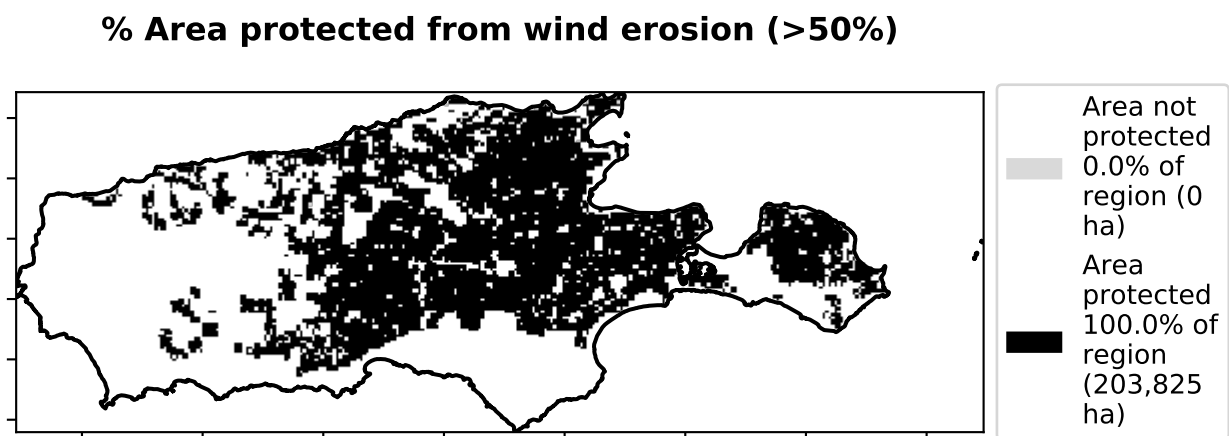 % Area protected from wind erosion (>50%)
Area not
protected
0.0% of
region (0
ha)
Area
protected
100.0% of
region
(203,825
ha)